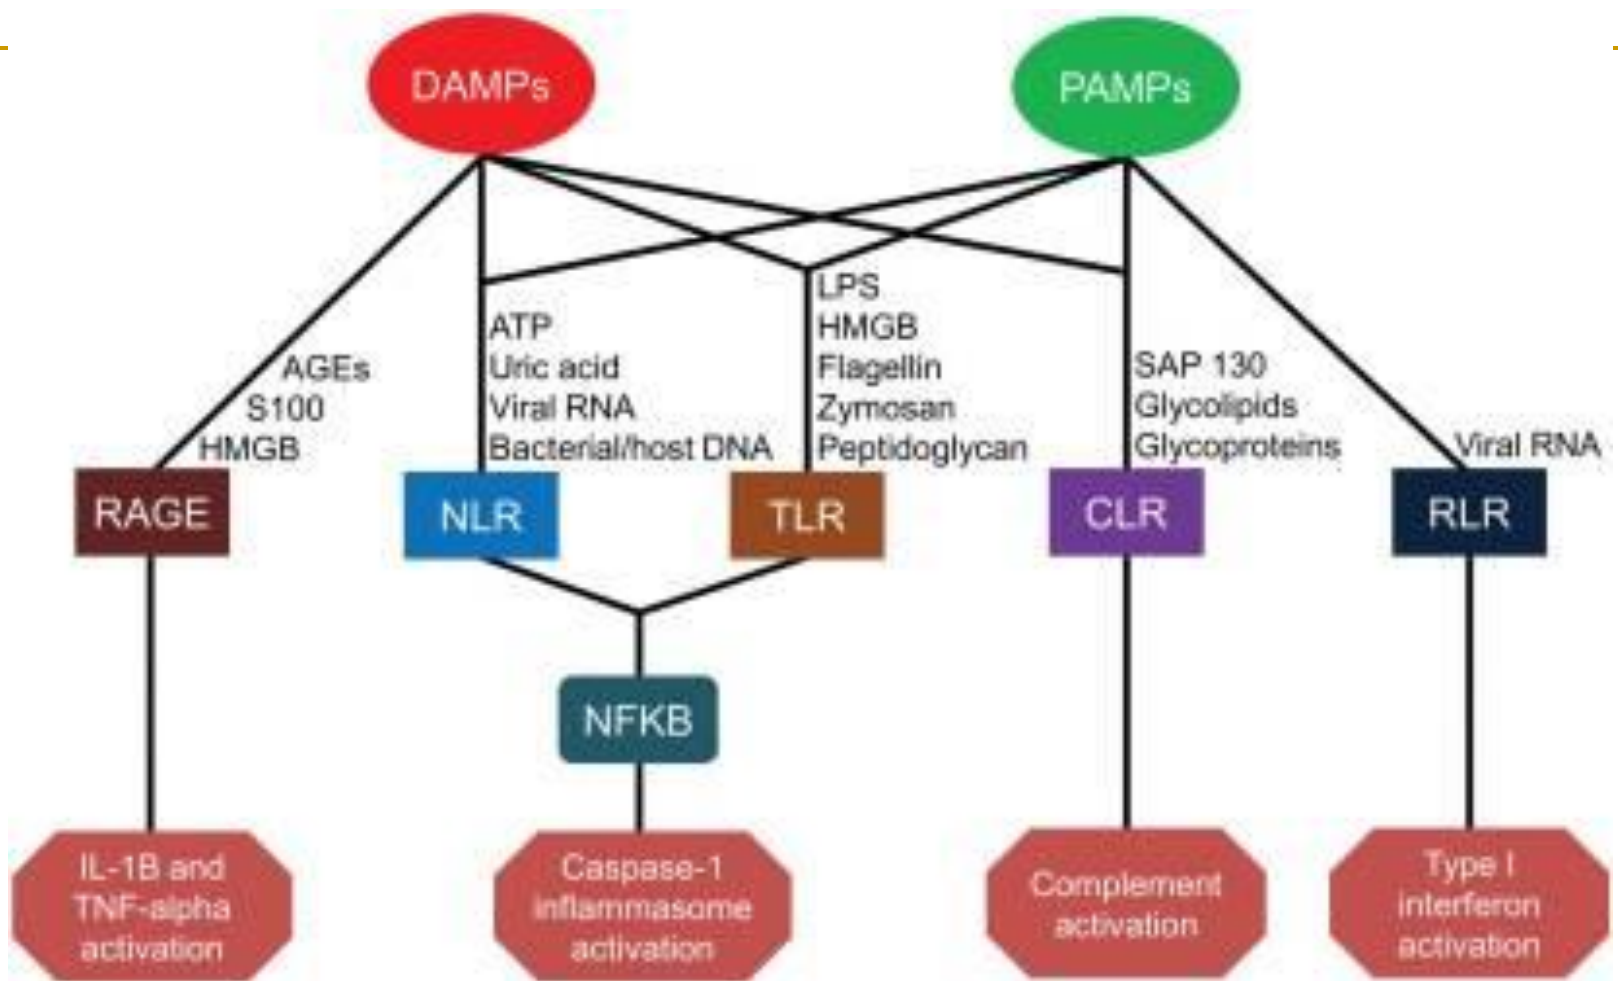 DAMPs
PAMPs
AGEs
S100
HMGB
ATP
Uric acid
Viral RNA
Bacterial/host DNA
LPS
HMGB
Flagellin
Zymosan
Peptidoglycan
SAP 130
Glycolipids
Glycoproteins
Viral RNA
RAGE
NLR
TLR
CLR
RLR
NFKB
IL-1B and
TNF-alpha
activation
Caspase-1
inflammasome
activation
Complement
activation
Type I
interferon
activation